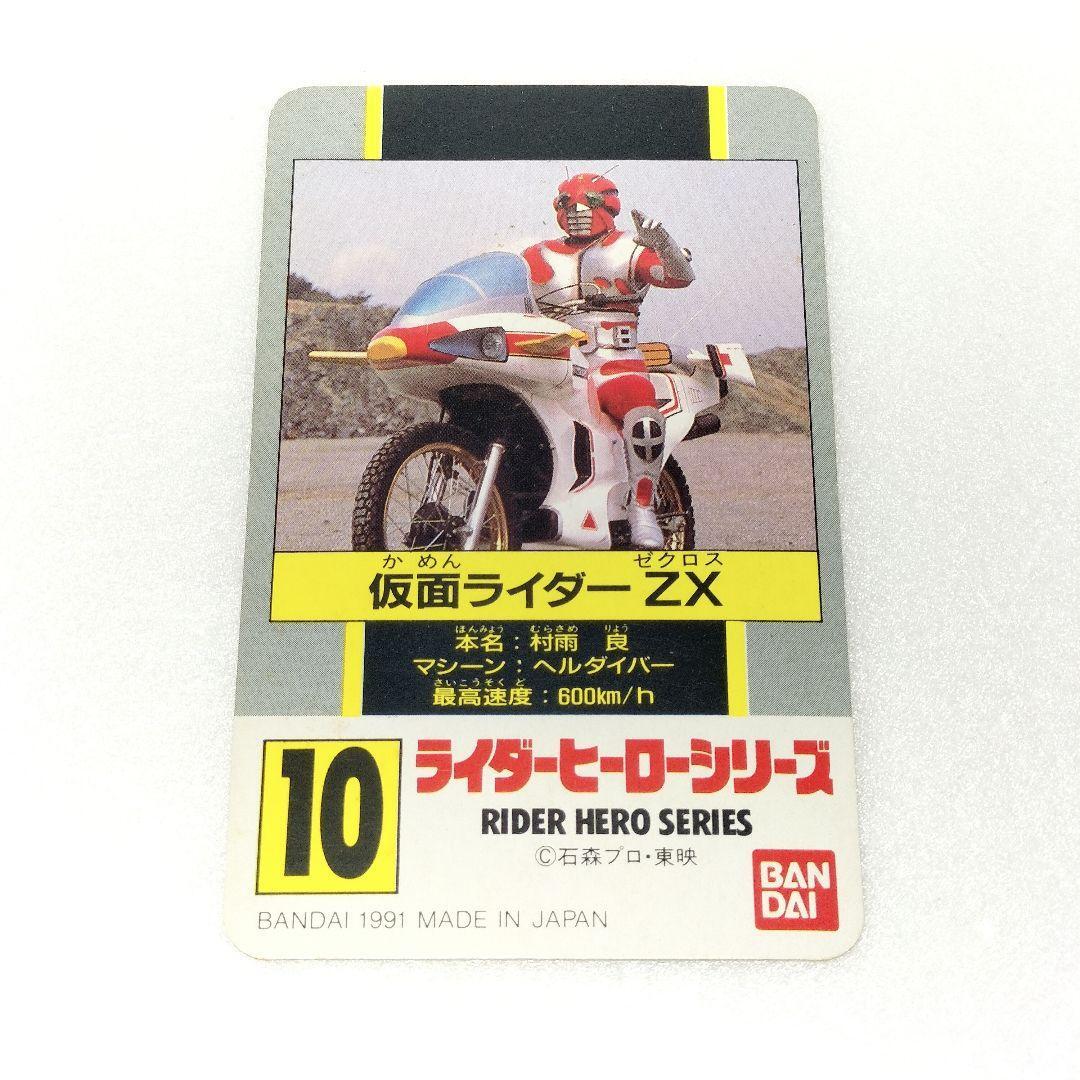 かめん ゼクロス
仮面ライダー ZX
ほんみょう むらさめ りょう
本名：村雨 良
マシーン：ヘルダイバー
さいこうそくど
最高速度：600km/h
10
ライダーヒーローシリーズ
RIDER HERO SERIES
©石森プロ・東映
BAN
DAI
BANDAI 1991 MADE IN JAPAN